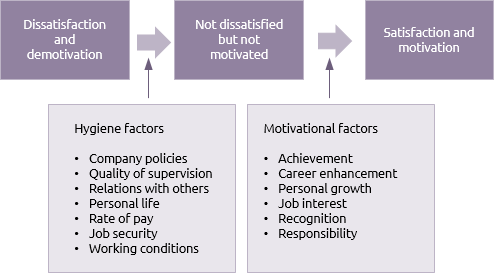 Dissatisfaction
and
demotivation
Not dissatisfied
but not
motivated
Satisfaction and
motivation
Hygiene factors
• Company policies
• Quality of supervision
• Relations with others
• Personal life
• Rate of pay
• Job security
• Working conditions
Motivational factors
• Achievement
• Career enhancement
• Personal growth
• Job interest
• Recognition
• Responsibility